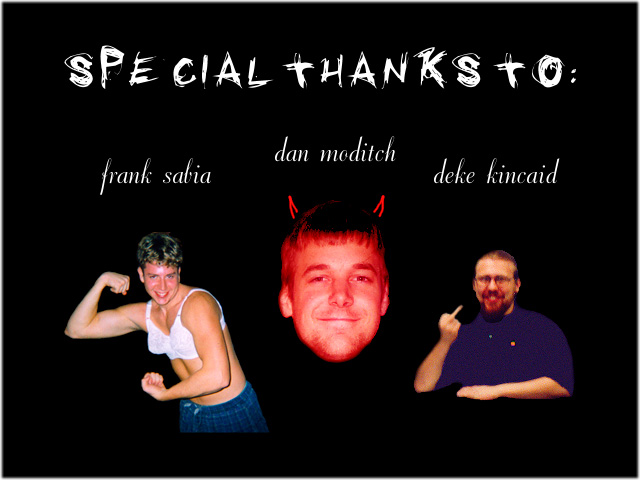 SPECIAL THANKS TO:
dan moditch
frank sabia
deke kincaid